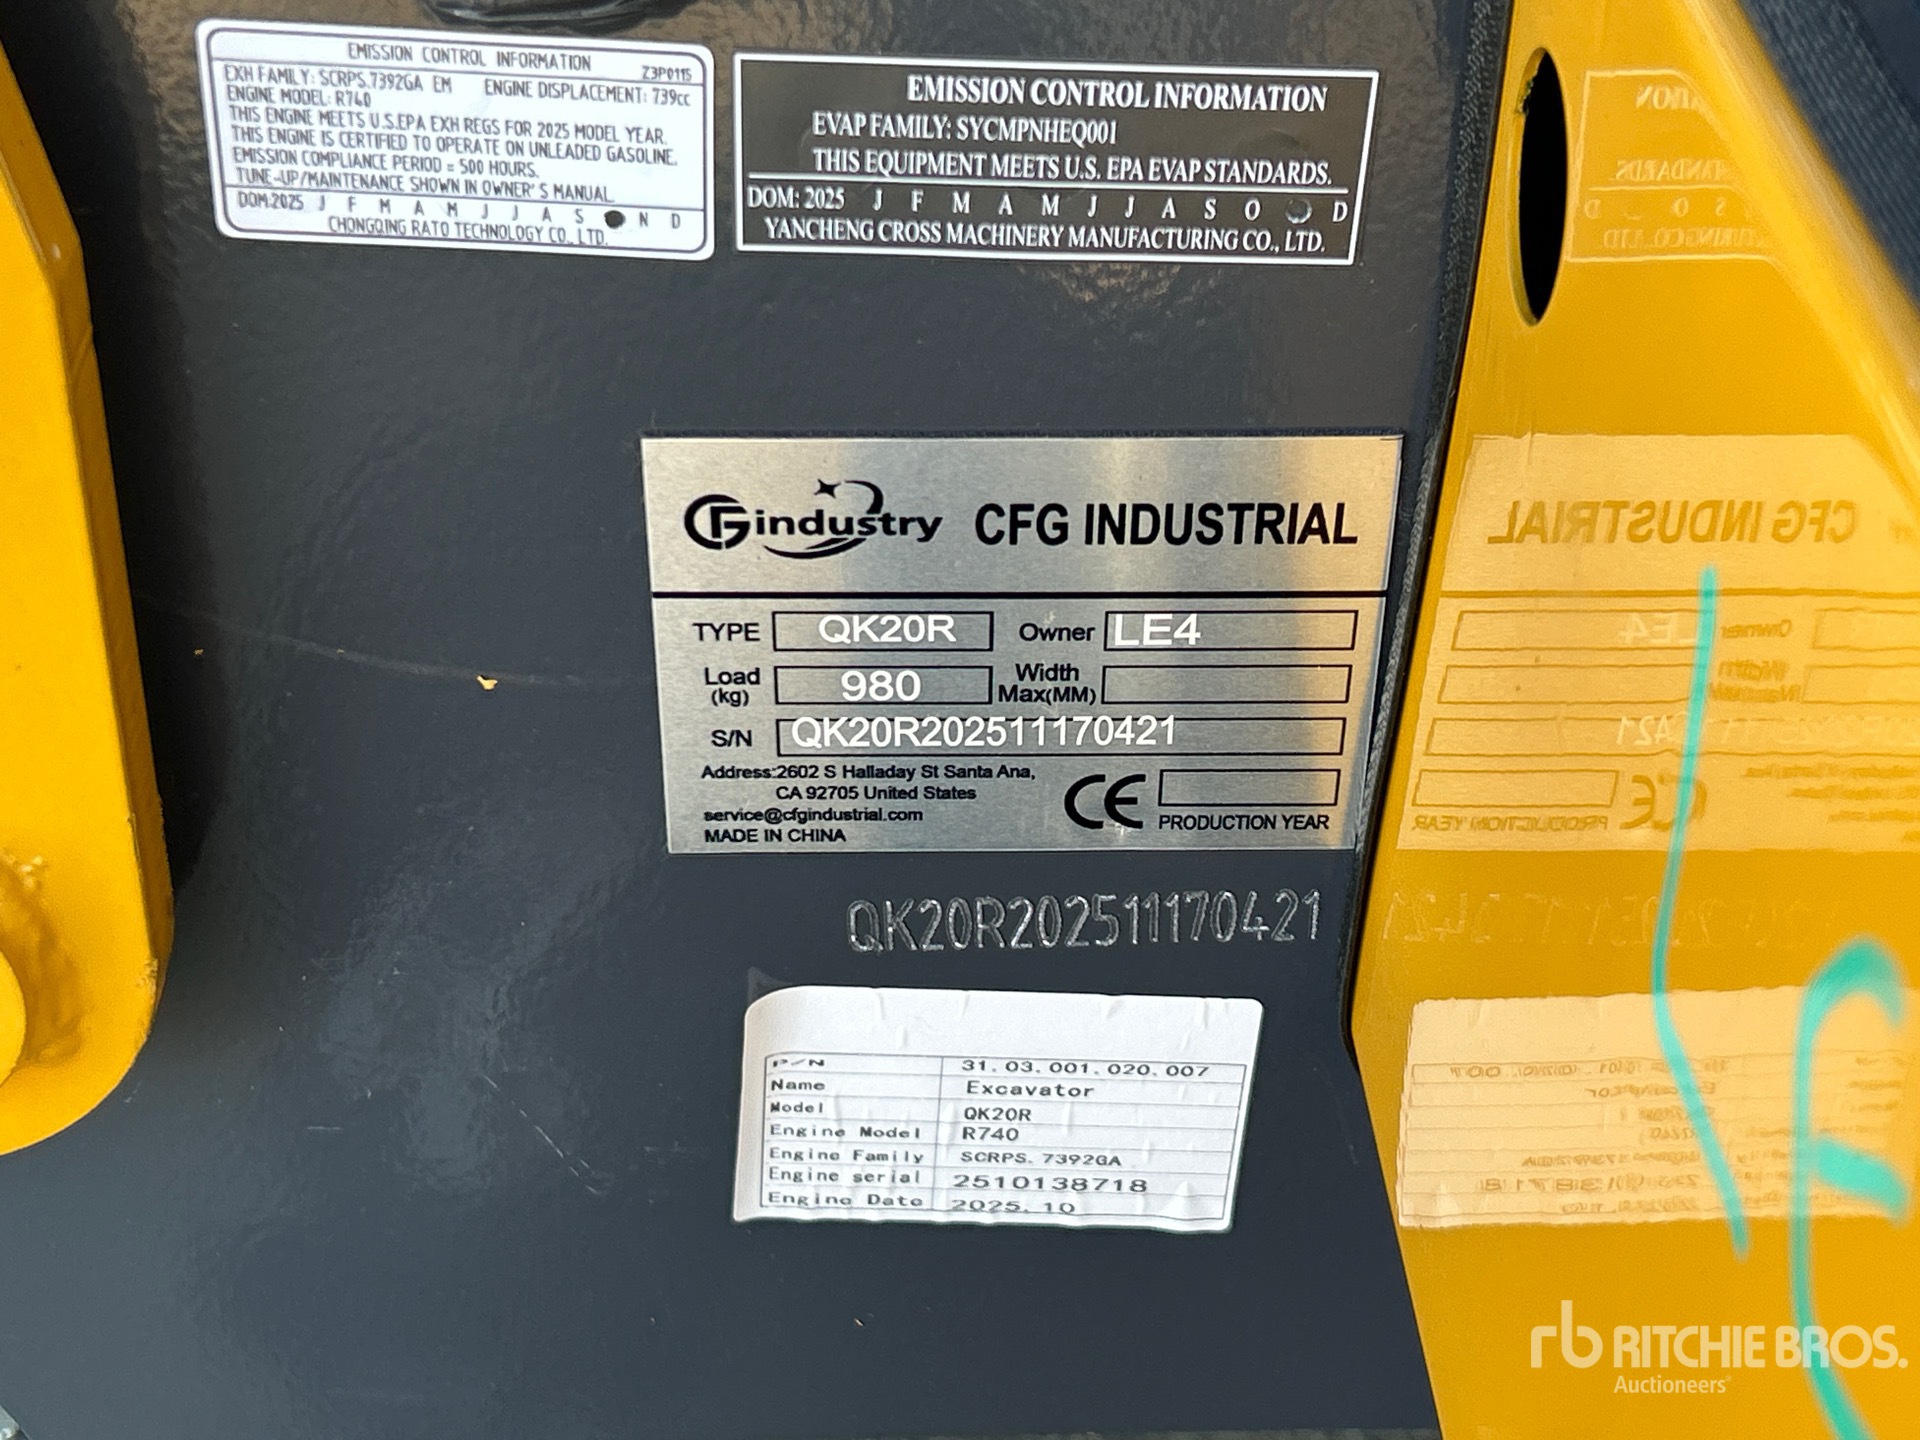 EMISSION CONTROL INFORMATION
Z3P0115
EXH FAMILY: SCRPS.7392GA EM ENGINE DISPLACEMENT: 739cc
ENGINE MODEL: R740
THIS ENGINE MEETS U.S.EPA EXH REGS FOR 2025 MODEL YEAR.
THIS ENGINE IS CERTIFIED TO OPERATE ON UNLEADED GASOLINE.
EMISSION COMPLIANCE PERIOD = 500 HOURS.
TUNE-UP/MAINTENANCE SHOWN IN OWNER'S MANUAL
DOM:2025 J F M A M J J A S N D
CHONGQING RATO TECHNOLOGY CO., LTD.
EMISSION CONTROL INFORMATION
EVAP FAMILY: SYCMPNHEQ001
THIS EQUIPMENT MEETS U.S. EPA EVAP STANDARDS.
DOM: 2025 J F M A M J J A S O D
YANCHENG CROSS MACHINERY MANUFACTURING CO., LTD.
CFG industry CFG INDUSTRIAL
TYPE QK20R Owner LE4
Load (kg) 980 Width Max(MM)
S/N QK20R202511170421
Address:2602 S Halladay St Santa Ana,
CA 92705 United States
service@cfgindustrial.com
MADE IN CHINA
CE PRODUCTION YEAR
QK20R202511170421
P/N 31.03.001.020.007
Name Excavator
Model QK20R
Engine Model R740
Engine Family SCRPS.7392GA
Engine serial 2510138718
Engine Date 2025.10
rb RITCHIE BROS.
Auctioneers